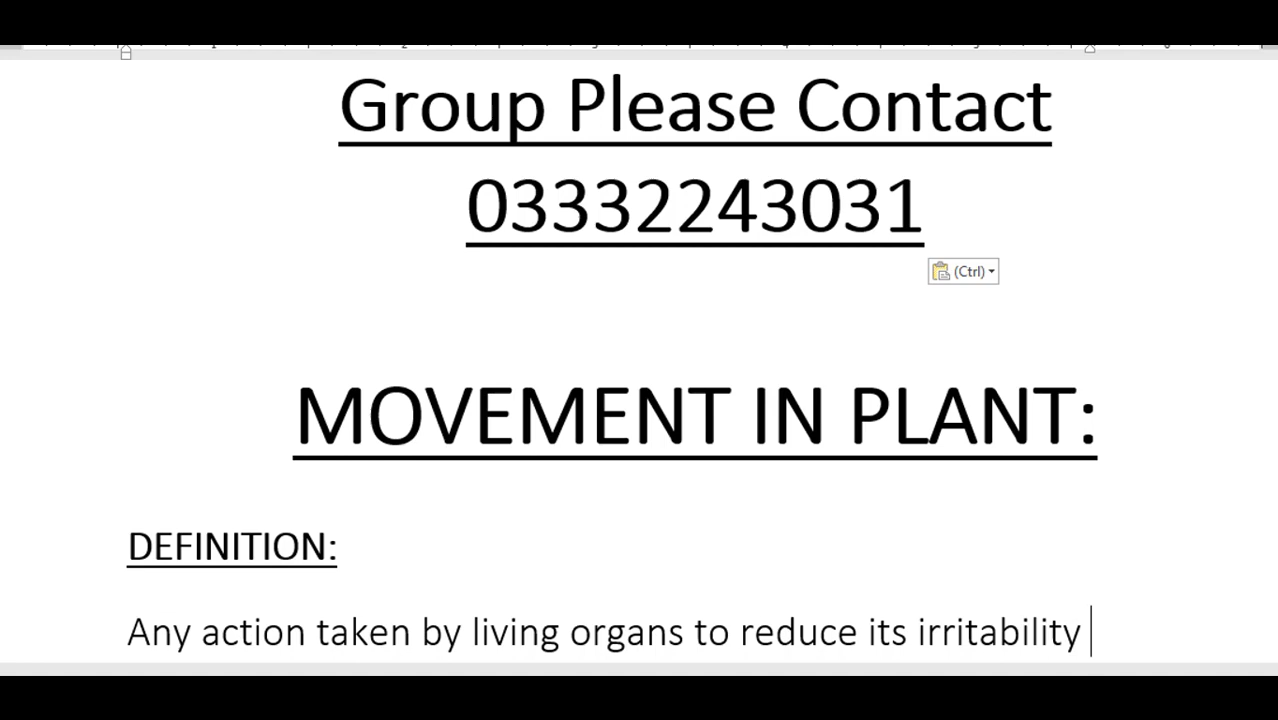 Group Please Contact
03332243031
(Ctrl)
MOVEMENT IN PLANT:
DEFINITION:
Any action taken by living organs to reduce its irritability